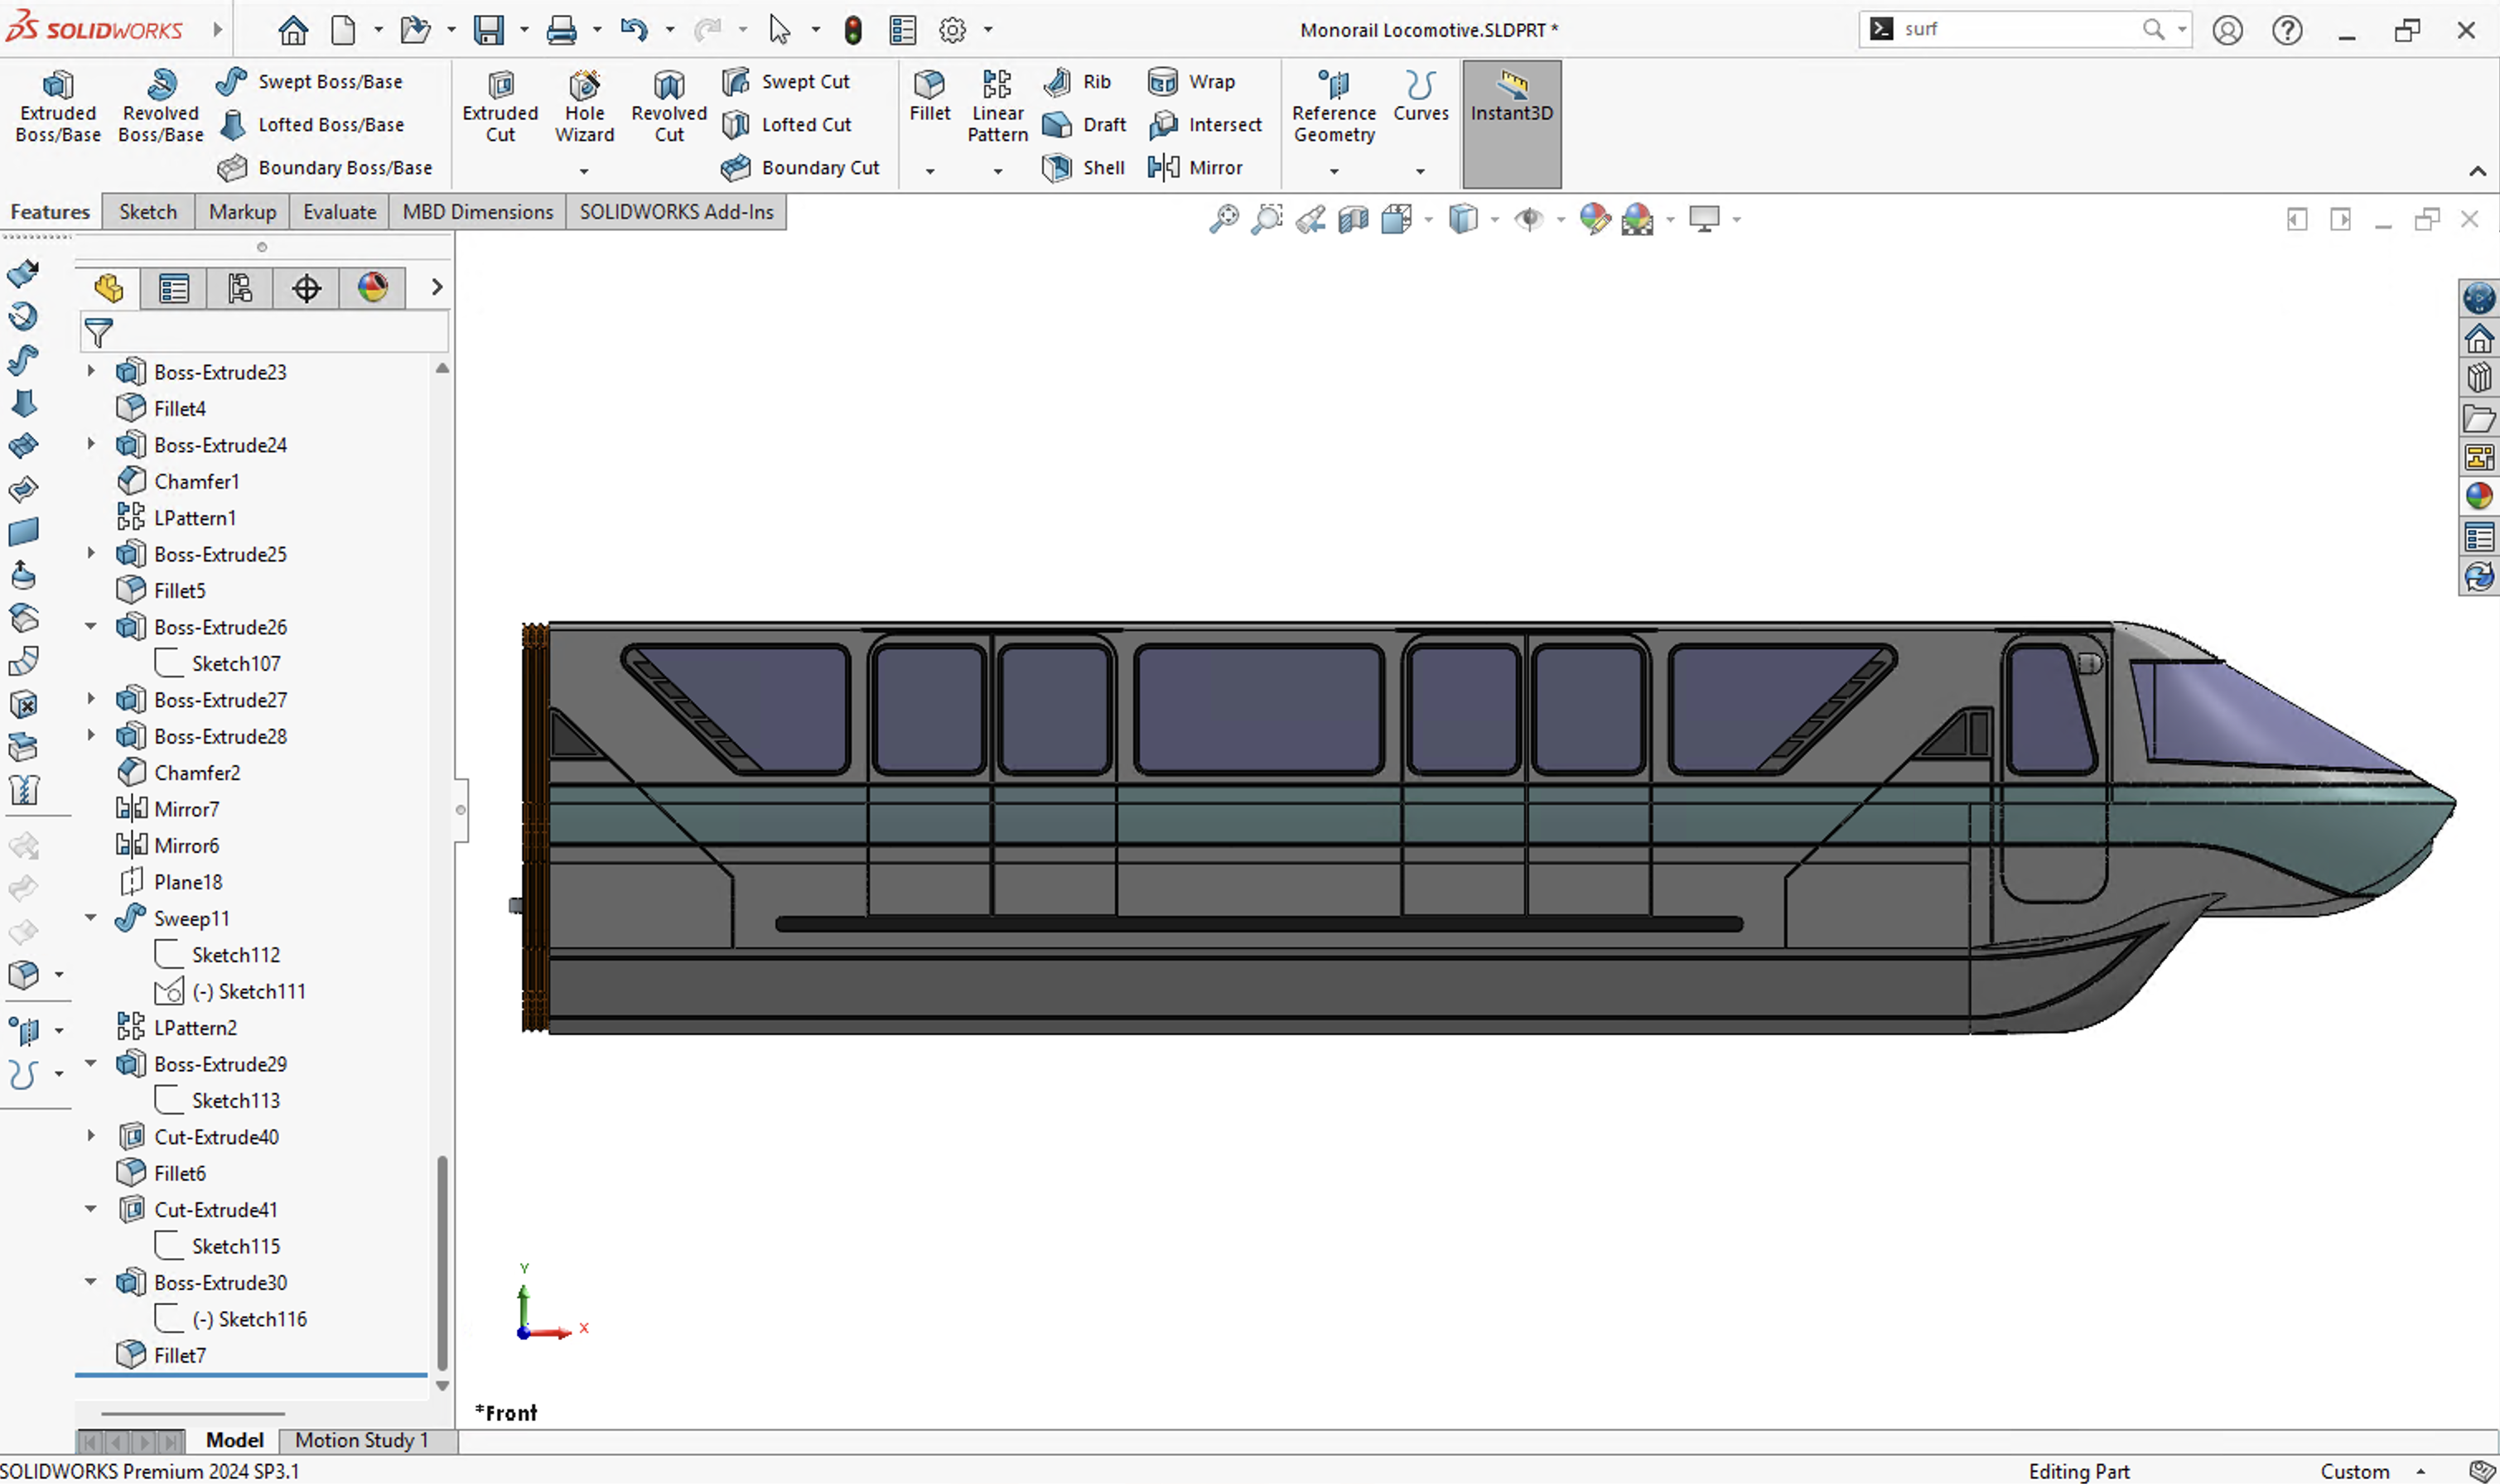 SOLIDWORKS
Monorail Locomotive.SLDPRT *
surf
Extruded Boss/Base
Revolved Boss/Base
Swept Boss/Base
Lofted Boss/Base
Boundary Boss/Base
Extruded Cut
Hole Wizard
Revolved Cut
Swept Cut
Lofted Cut
Boundary Cut
Fillet
Linear Pattern
Rib
Draft
Shell
Wrap
Intersect
Mirror
Reference Geometry
Curves
Instant3D
Features
Sketch
Markup
Evaluate
MBD Dimensions
SOLIDWORKS Add-Ins
Boss-Extrude23
Fillet4
Boss-Extrude24
Chamfer1
LPattern1
Boss-Extrude25
Fillet5
Boss-Extrude26
Sketch107
Boss-Extrude27
Boss-Extrude28
Chamfer2
Mirror7
Mirror6
Plane18
Sweep11
Sketch112
(-) Sketch111
LPattern2
Boss-Extrude29
Sketch113
Cut-Extrude40
Fillet6
Cut-Extrude41
Sketch115
Boss-Extrude30
(-) Sketch116
Fillet7
Y
X
*Front
Model
Motion Study 1
SOLIDWORKS Premium 2024 SP3.1
Editing Part
Custom